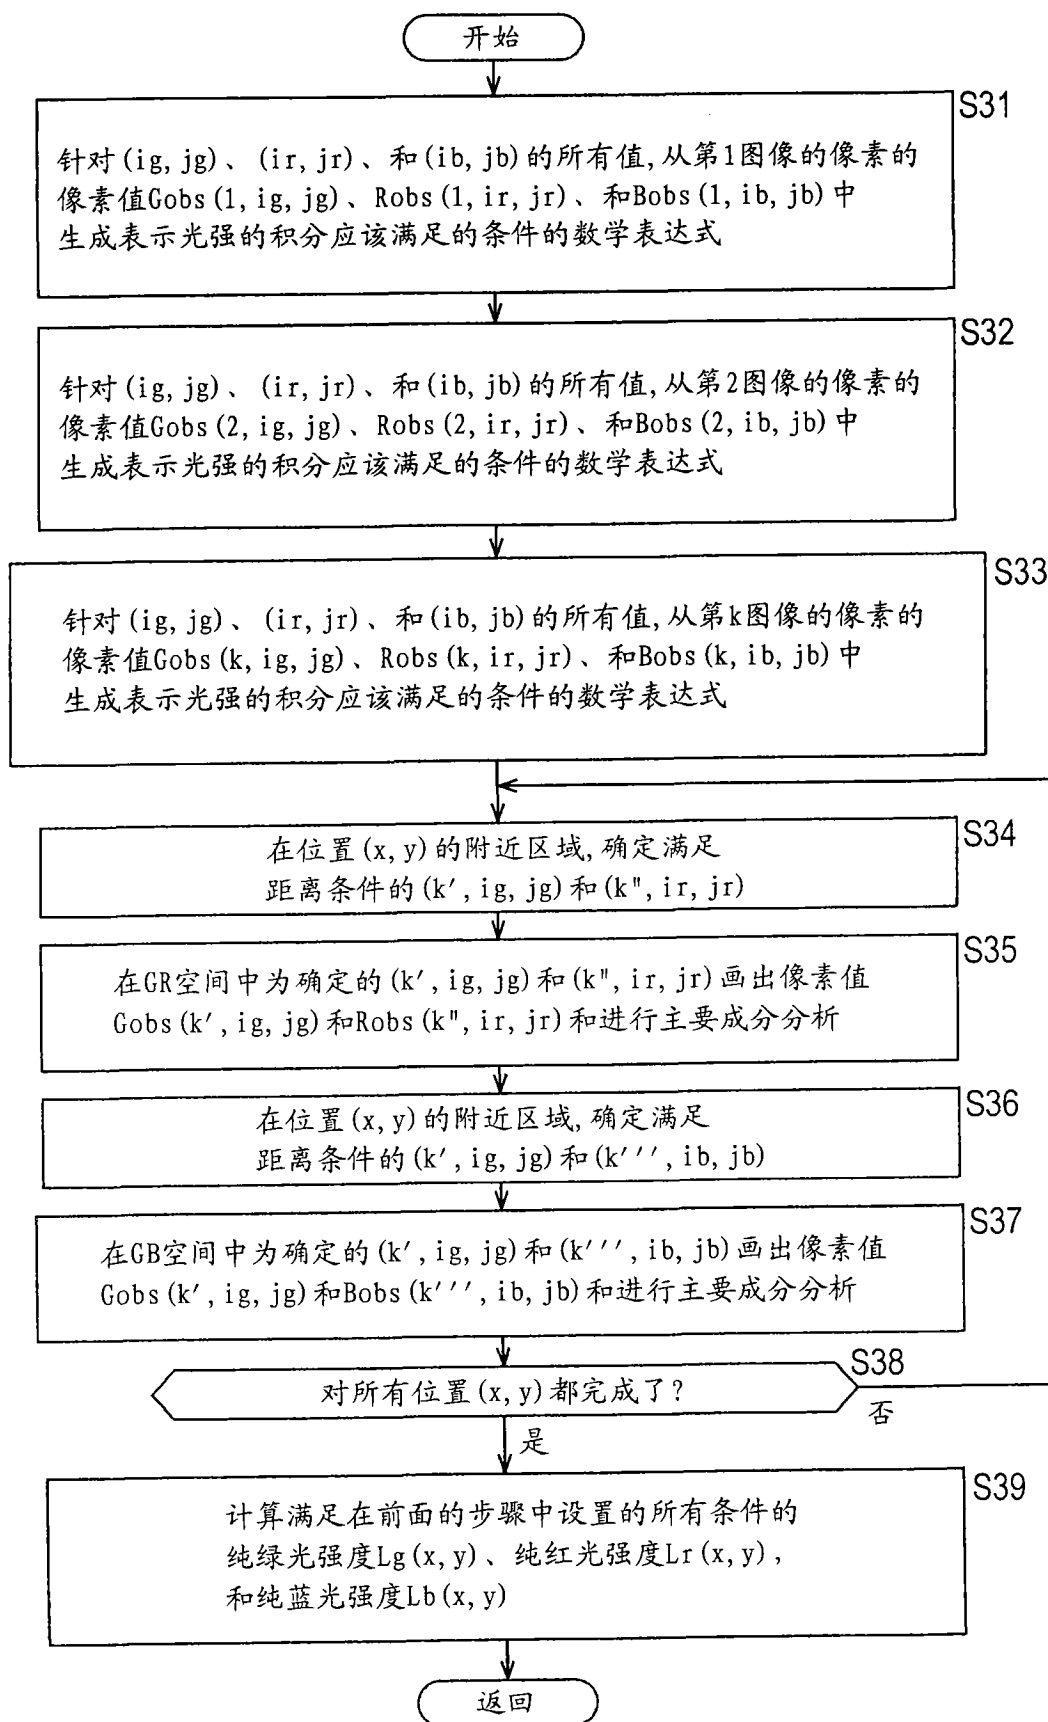 开始
S31
针对(ig, jg)、(ir, jr)、和(ib, jb)的所有值,从第1图像的像素的
像素值Gobs(1, ig, jg)、Robs(1, ir, jr)、和Bobs(1, ib, jb)中
生成表示光强的积分应该满足的条件的数学表达式
S32
针对(ig, jg)、(ir, jr)、和(ib, jb)的所有值,从第2图像的像素的
像素值Gobs(2, ig, jg)、Robs(2, ir, jr)、和Bobs(2, ib, jb)中
生成表示光强的积分应该满足的条件的数学表达式
S33
针对(ig, jg)、(ir, jr)、和(ib, jb)的所有值,从第k图像的像素的
像素值Gobs(k, ig, jg)、Robs(k, ir, jr)、和Bobs(k, ib, jb)中
生成表示光强的积分应该满足的条件的数学表达式
S34
在位置(x, y)的附近区域,确定满足
距离条件的(k′, ig, jg)和(k″, ir, jr)
S35
在GR空间中为确定的(k′, ig, jg)和(k″, ir, jr)画出像素值
Gobs(k′, ig, jg)和Robs(k″, ir, jr)和进行主要成分分析
S36
在位置(x, y)的附近区域,确定满足
距离条件的(k′, ig, jg)和(k′′′, ib, jb)
S37
在GB空间中为确定的(k′, ig, jg)和(k′′′, ib, jb)画出像素值
Gobs(k′, ig, jg)和Bobs(k′′′, ib, jb)和进行主要成分分析
S38
对所有位置(x, y)都完成了?
否
是
S39
计算满足在前面的步骤中设置的所有条件的
纯绿光强度Lg(x, y)、纯红光强度Lr(x, y),
和纯蓝光强度Lb(x, y)
返回